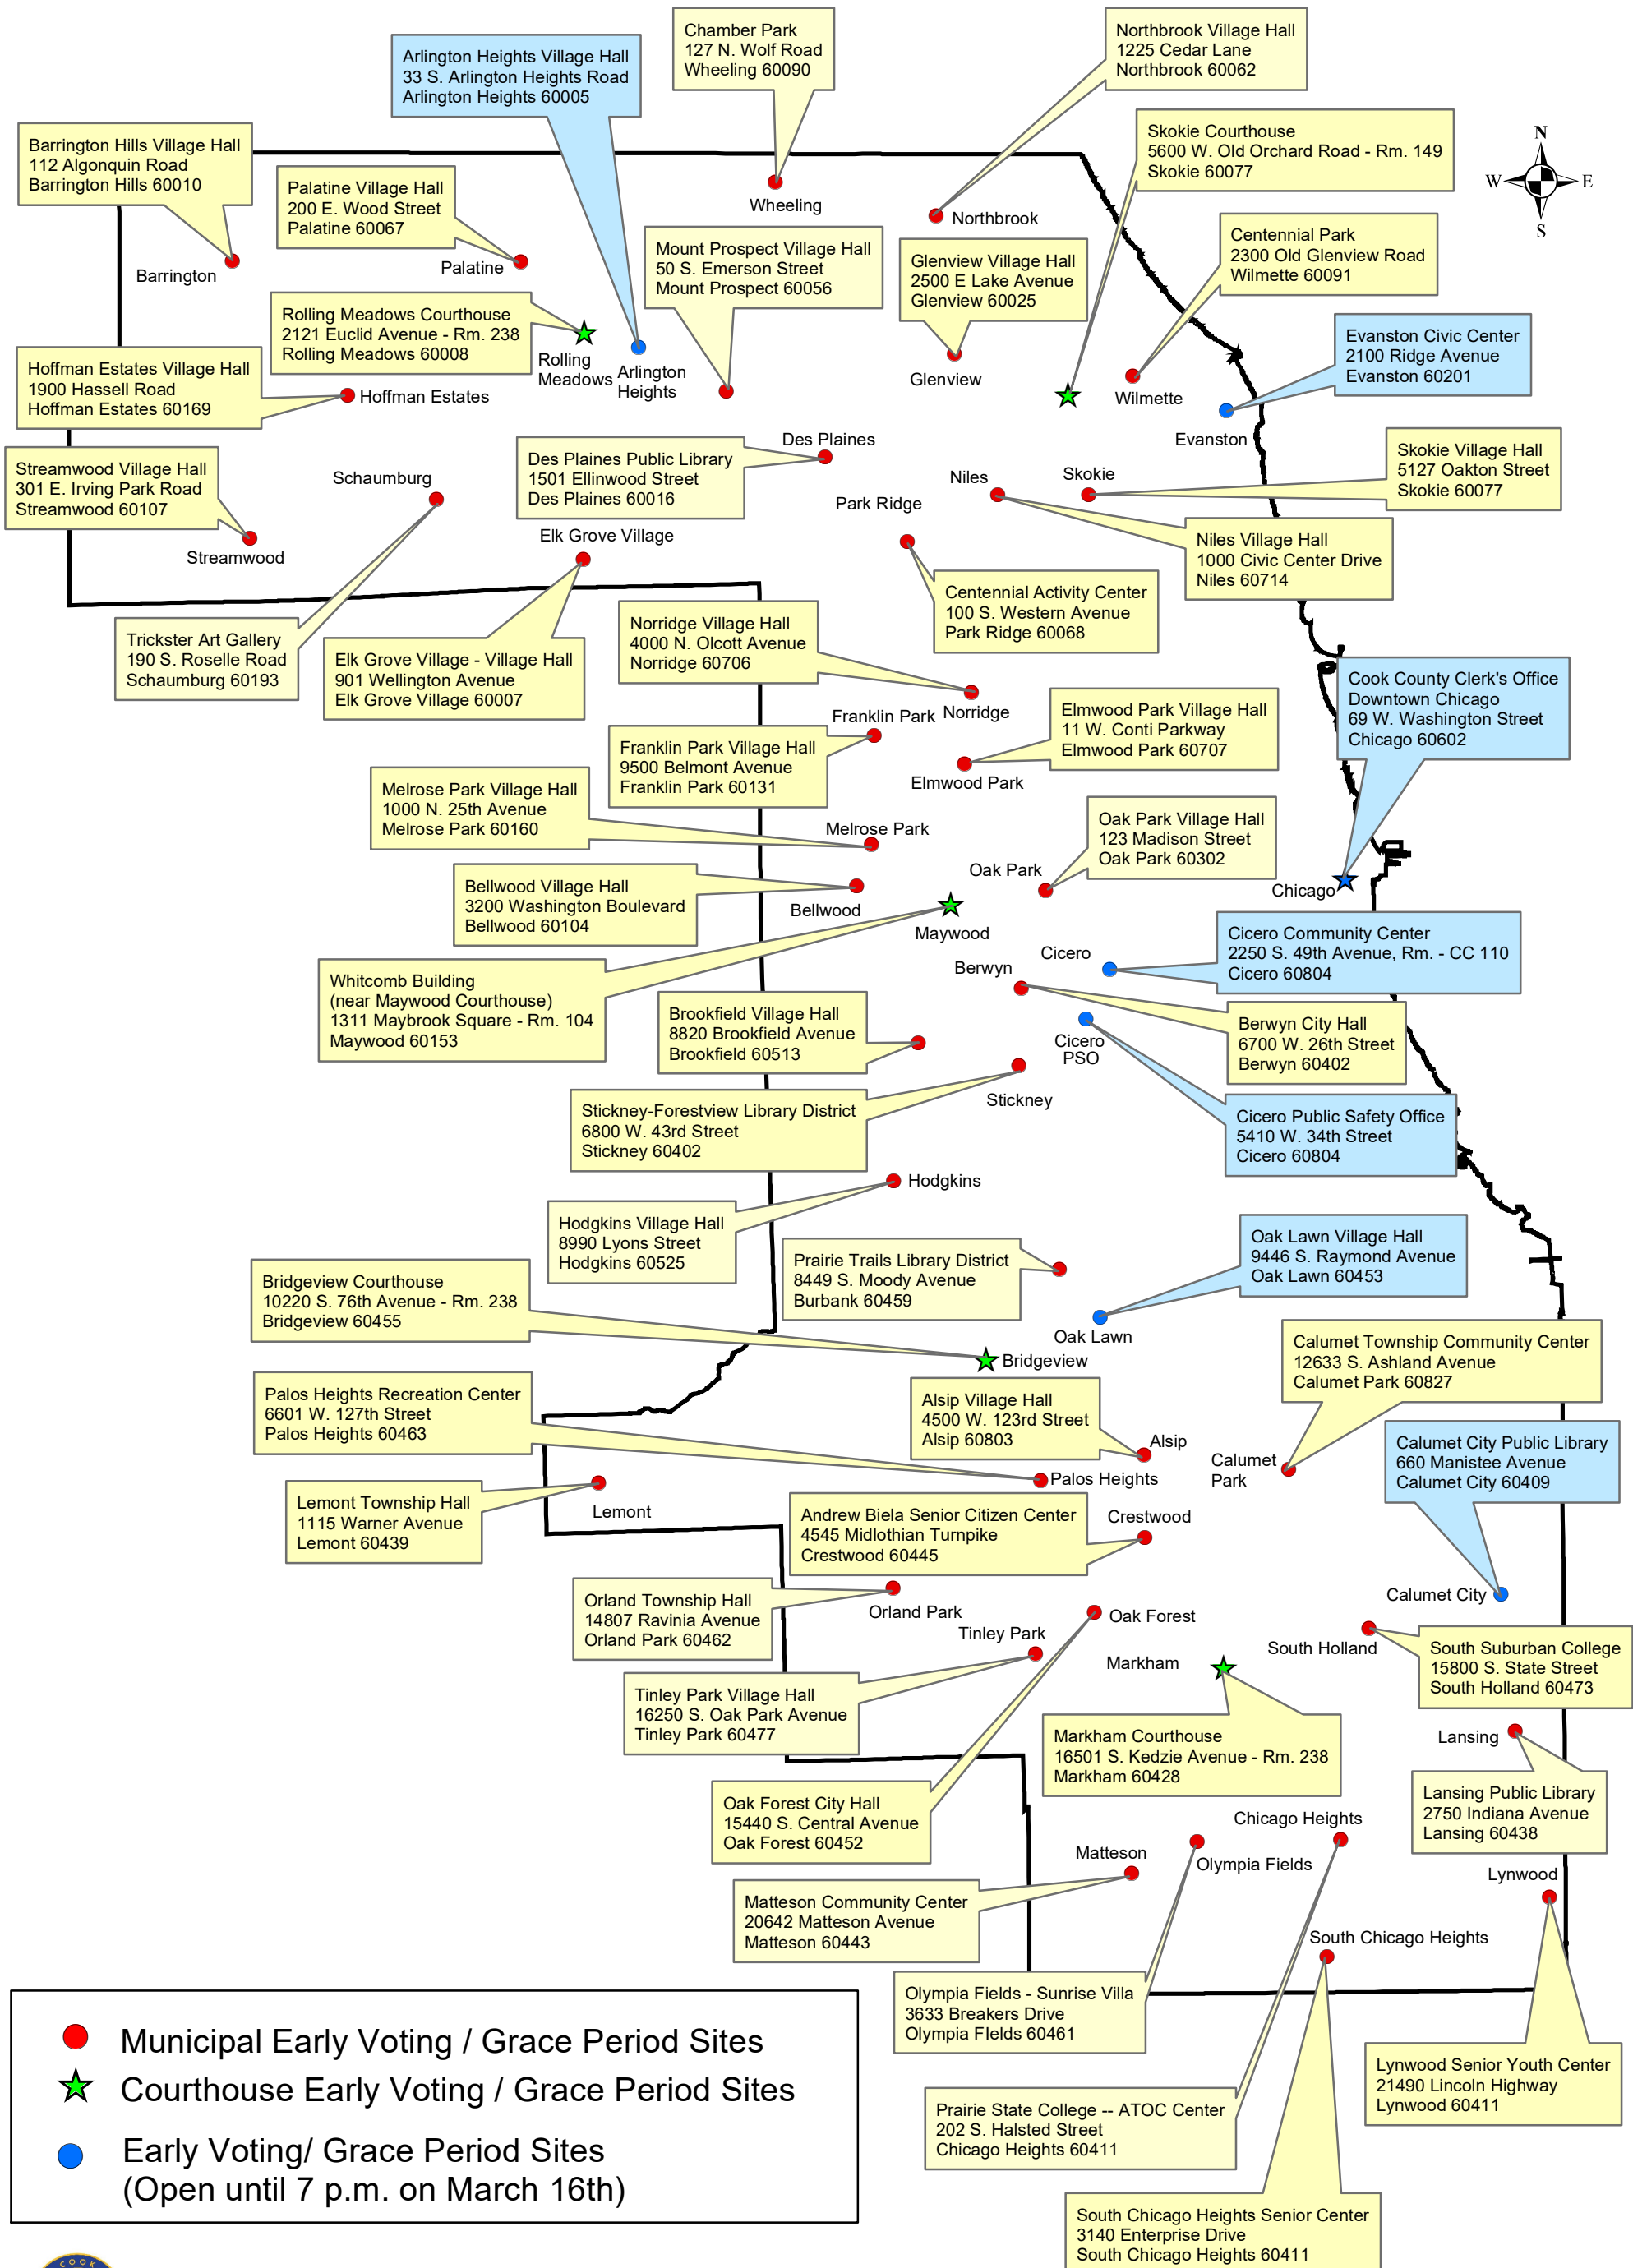 Chamber Park
127 N. Wolf Road
Wheeling 60090
Northbrook Village Hall
1225 Cedar Lane
Northbrook 60062
Arlington Heights Village Hall
33 S. Arlington Heights Road
Arlington Heights 60005
Skokie Courthouse
5600 W. Old Orchard Road - Rm. 149
Skokie 60077
N
W
E
S
Barrington Hills Village Hall
112 Algonquin Road
Barrington Hills 60010
Palatine Village Hall
200 E. Wood Street
Palatine 60067
Wheeling
Northbrook
Centennial Park
2300 Old Glenview Road
Wilmette 60091
Mount Prospect Village Hall
50 S. Emerson Street
Mount Prospect 60056
Glenview Village Hall
2500 E Lake Avenue
Glenview 60025
Barrington
Palatine
Rolling Meadows Courthouse
2121 Euclid Avenue - Rm. 238
Rolling Meadows 60008
Rolling
Meadows
Arlington
Heights
Evanston Civic Center
2100 Ridge Avenue
Evanston 60201
Hoffman Estates Village Hall
1900 Hassell Road
Hoffman Estates 60169
Hoffman Estates
Glenview
Wilmette
Evanston
Des Plaines
Des Plaines Public Library
1501 Ellinwood Street
Des Plaines 60016
Skokie Village Hall
5127 Oakton Street
Skokie 60077
Streamwood Village Hall
301 E. Irving Park Road
Streamwood 60107
Schaumburg
Niles
Skokie
Park Ridge
Streamwood
Elk Grove Village
Niles Village Hall
1000 Civic Center Drive
Niles 60714
Centennial Activity Center
100 S. Western Avenue
Park Ridge 60068
Trickster Art Gallery
190 S. Roselle Road
Schaumburg 60193
Elk Grove Village - Village Hall
901 Wellington Avenue
Elk Grove Village 60007
Norridge Village Hall
4000 N. Olcott Avenue
Norridge 60706
Cook County Clerk's Office
Downtown Chicago
69 W. Washington Street
Chicago 60602
Franklin Park
Norridge
Elmwood Park Village Hall
11 W. Conti Parkway
Elmwood Park 60707
Franklin Park Village Hall
9500 Belmont Avenue
Franklin Park 60131
Elmwood Park
Melrose Park Village Hall
1000 N. 25th Avenue
Melrose Park 60160
Melrose Park
Oak Park Village Hall
123 Madison Street
Oak Park 60302
Oak Park
Chicago
Bellwood Village Hall
3200 Washington Boulevard
Bellwood 60104
Bellwood
Maywood
Cicero Community Center
2250 S. 49th Avenue, Rm. - CC 110
Cicero 60804
Cicero
Berwyn
Whitcomb Building
(near Maywood Courthouse)
1311 Maybrook Square - Rm. 104
Maywood 60153
Brookfield Village Hall
8820 Brookfield Avenue
Brookfield 60513
Berwyn City Hall
6700 W. 26th Street
Berwyn 60402
Cicero
PSO
Stickney
Stickney-Forestview Library District
6800 W. 43rd Street
Stickney 60402
Cicero Public Safety Office
5410 W. 34th Street
Cicero 60804
Hodgkins
Hodgkins Village Hall
8990 Lyons Street
Hodgkins 60525
Oak Lawn Village Hall
9446 S. Raymond Avenue
Oak Lawn 60453
Prairie Trails Library District
8449 S. Moody Avenue
Burbank 60459
Bridgeview Courthouse
10220 S. 76th Avenue - Rm. 238
Bridgeview 60455
Oak Lawn
Bridgeview
Calumet Township Community Center
12633 S. Ashland Avenue
Calumet Park 60827
Palos Heights Recreation Center
6601 W. 127th Street
Palos Heights 60463
Alsip Village Hall
4500 W. 123rd Street
Alsip 60803
Alsip
Calumet
Park
Calumet City Public Library
660 Manistee Avenue
Calumet City 60409
Palos Heights
Lemont Township Hall
1115 Warner Avenue
Lemont 60439
Lemont
Andrew Biela Senior Citizen Center
4545 Midlothian Turnpike
Crestwood 60445
Crestwood
Orland Township Hall
14807 Ravinia Avenue
Orland Park 60462
Orland Park
Calumet City
Oak Forest
Tinley Park
South Holland
South Suburban College
15800 S. State Street
South Holland 60473
Markham
Tinley Park Village Hall
16250 S. Oak Park Avenue
Tinley Park 60477
Markham Courthouse
16501 S. Kedzie Avenue - Rm. 238
Markham 60428
Lansing
Lansing Public Library
2750 Indiana Avenue
Lansing 60438
Oak Forest City Hall
15440 S. Central Avenue
Oak Forest 60452
Chicago Heights
Matteson
Olympia Fields
Lynwood
Matteson Community Center
20642 Matteson Avenue
Matteson 60443
South Chicago Heights
Olympia Fields - Sunrise Villa
3633 Breakers Drive
Olympia FIelds 60461
Municipal Early Voting / Grace Period Sites
Courthouse Early Voting / Grace Period Sites
Early Voting/ Grace Period Sites
(Open until 7 p.m. on March 16th)
Lynwood Senior Youth Center
21490 Lincoln Highway
Lynwood 60411
Prairie State College -- ATOC Center
202 S. Halsted Street
Chicago Heights 60411
South Chicago Heights Senior Center
3140 Enterprise Drive
South Chicago Heights 60411
COOK